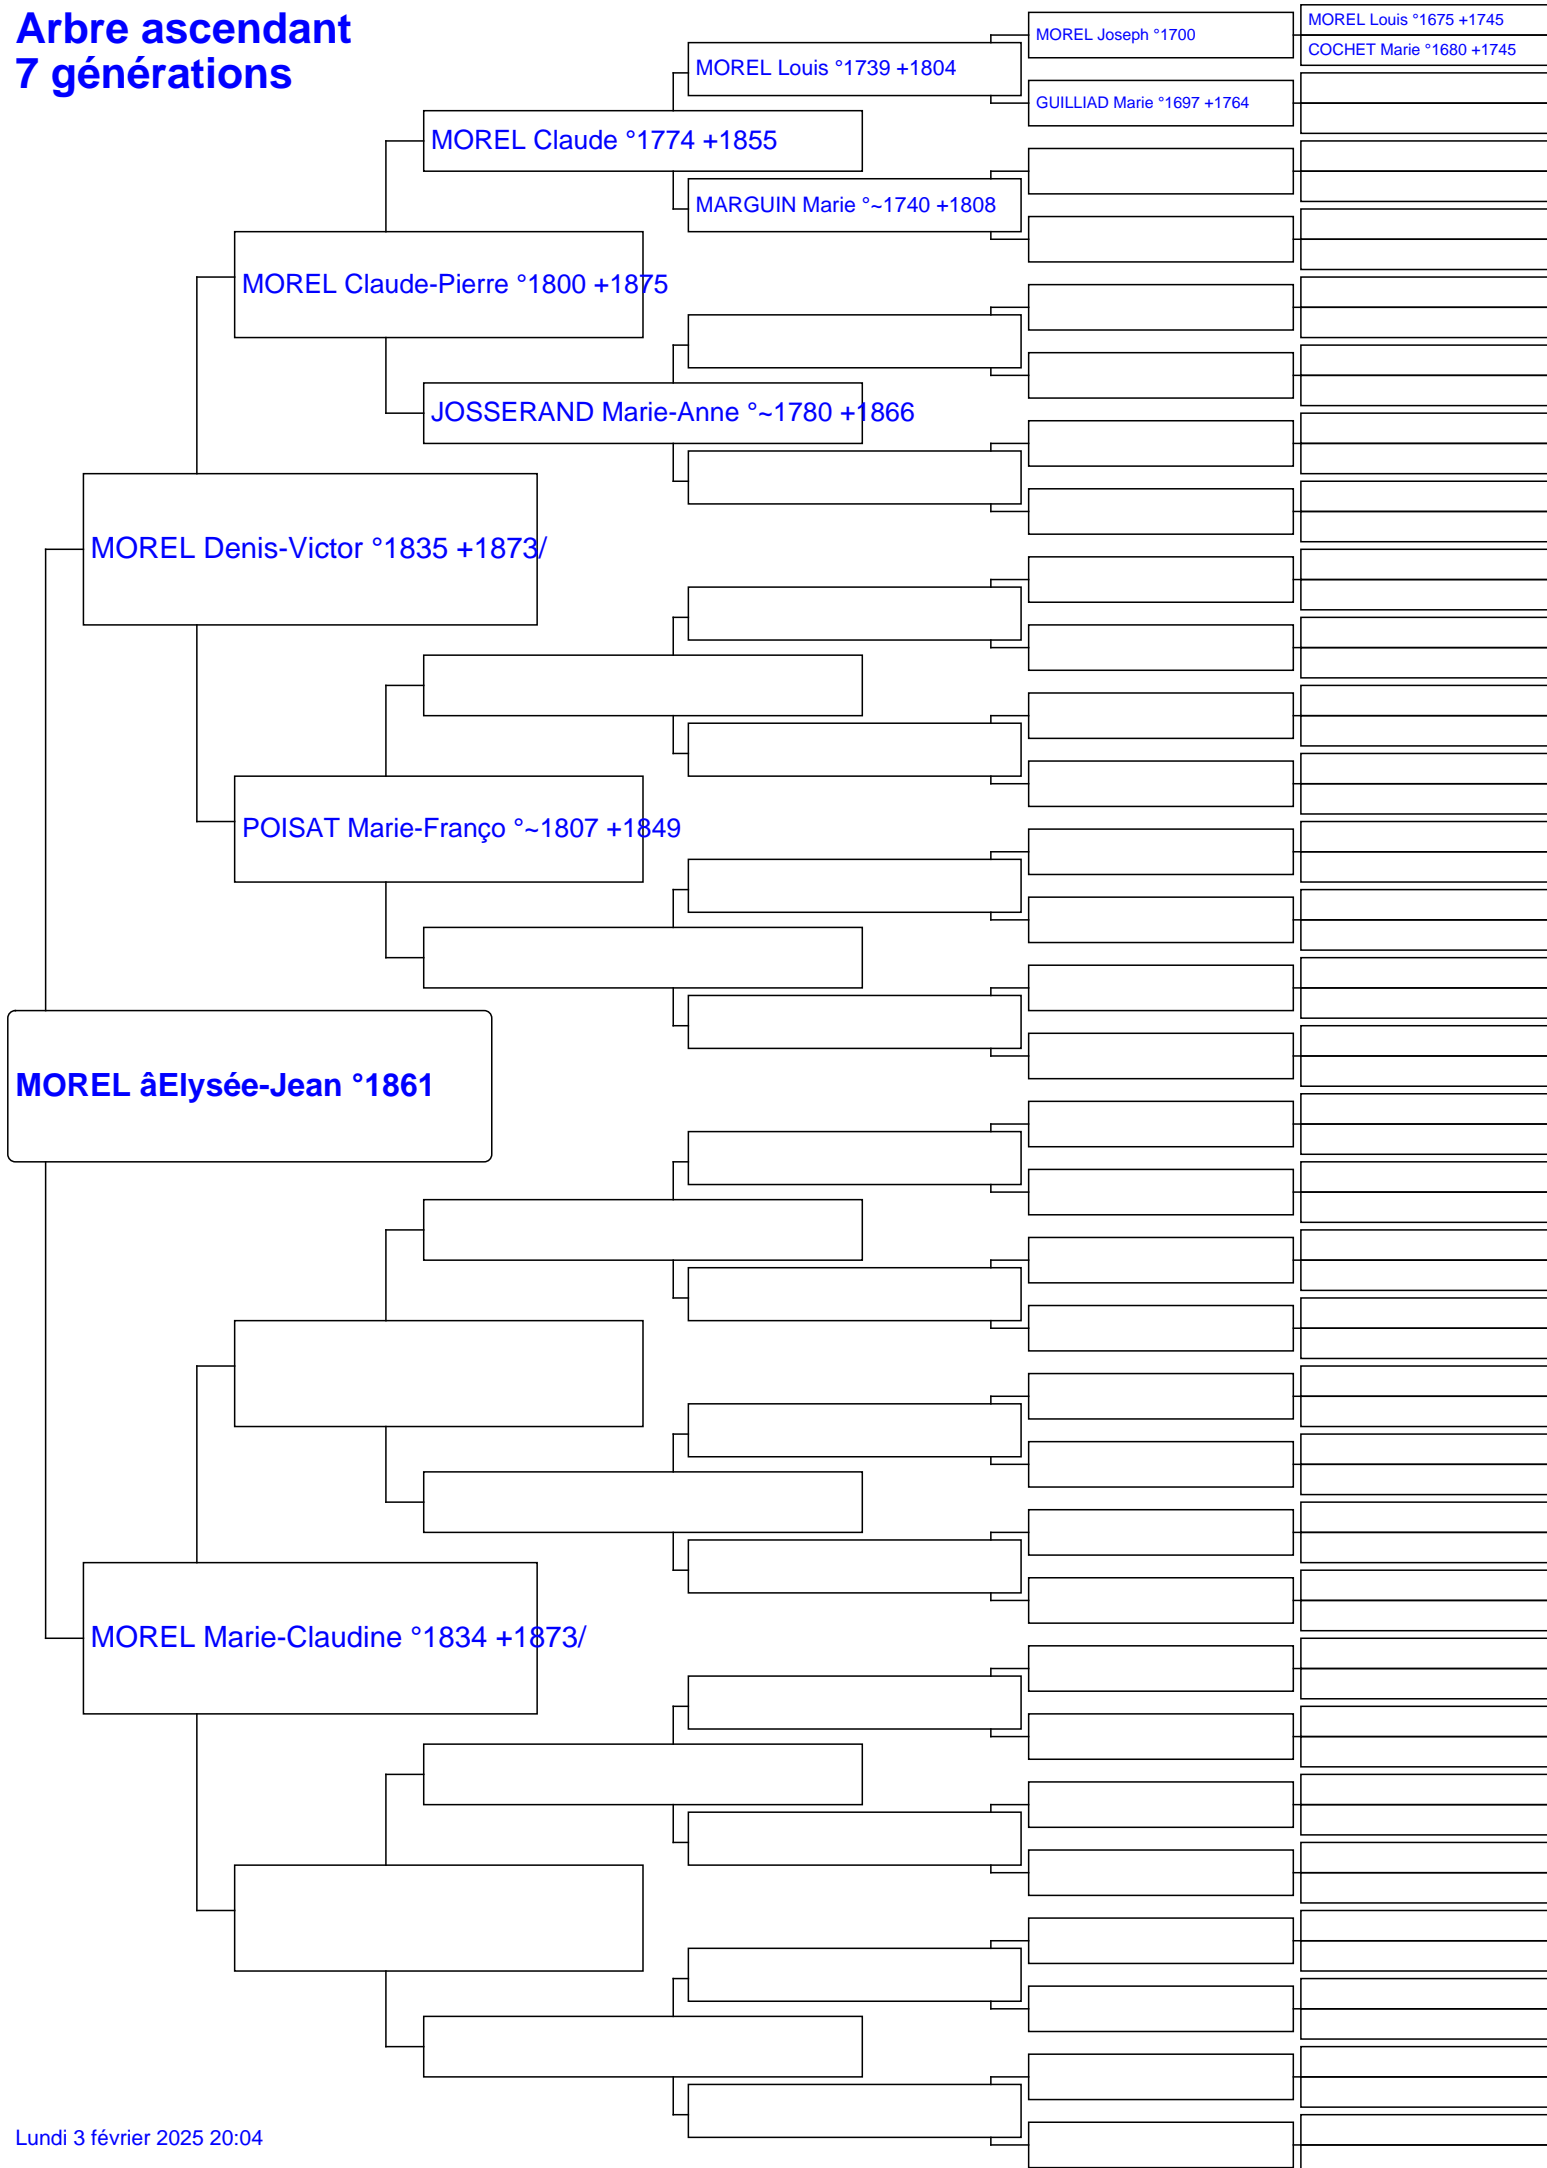 Arbre ascendant
7 générations
MOREL Louis °1675 +1745
MOREL Joseph °1700
COCHET Marie °1680 +1745
MOREL Louis °1739 +1804
GUILLIAD Marie °1697 +1764
MOREL Claude °1774 +1855
MARGUIN Marie °~1740 +1808
MOREL Claude-Pierre °1800 +1875
JOSSERAND Marie-Anne °~1780 +1866
MOREL Denis-Victor °1835 +1873/
POISAT Marie-Franço °~1807 +1849
MOREL âElysée-Jean °1861
MOREL Marie-Claudine °1834 +1873/
Lundi 3 février 2025 20:04